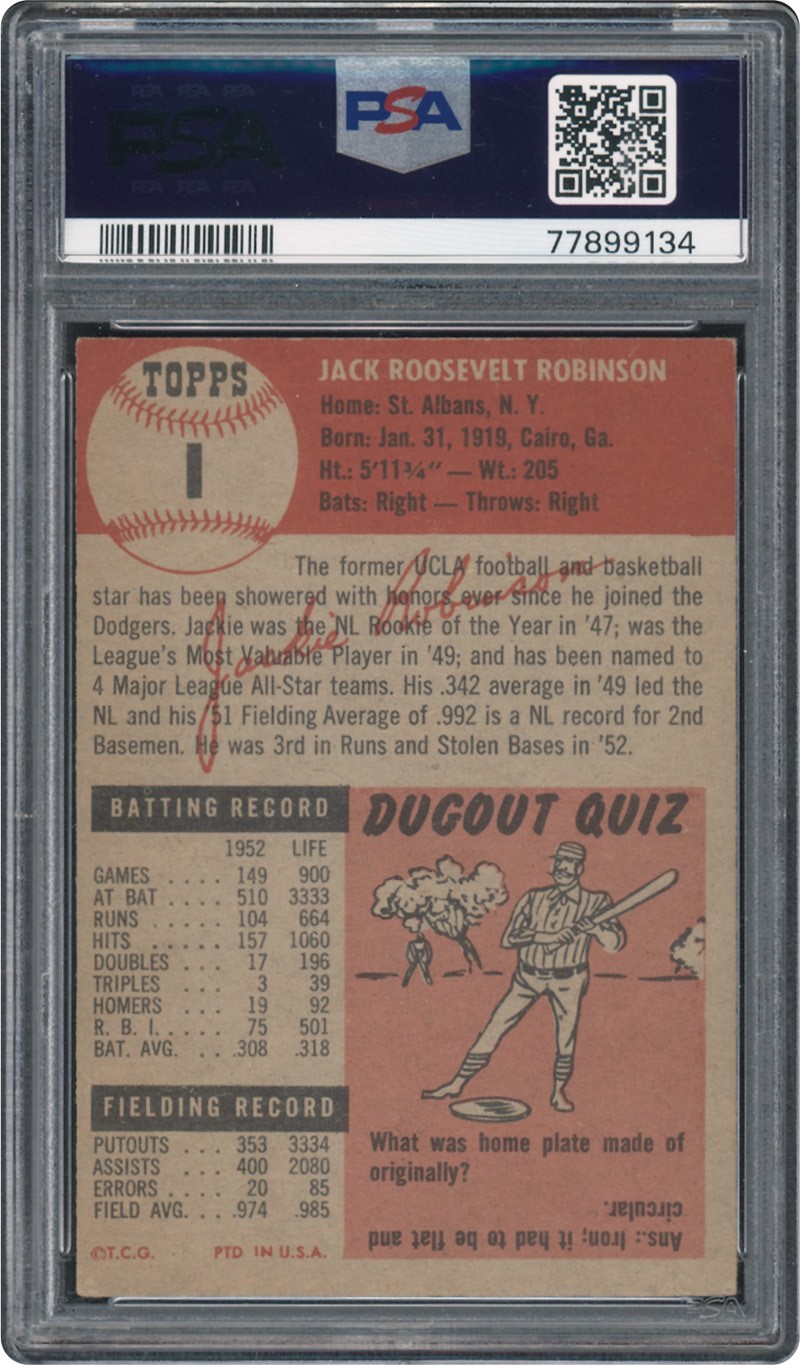 PSA
77899134
TOPPS
1
JACK ROOSEVELT ROBINSON
Home: St. Albans, N. Y.
Born: Jan. 31, 1919, Cairo, Ga.
Ht.: 5'11¾" — Wt.: 205
Bats: Right — Throws: Right
The former UCLA football and basketball
star has been showered with honors ever since he joined the
Dodgers. Jackie was the NL Rookie of the Year in '47; was the
League's Most Valuable Player in '49; and has been named to
4 Major League All-Star teams. His .342 average in '49 led the
NL and his '51 Fielding Average of .992 is a NL record for 2nd
Basemen. He was 3rd in Runs and Stolen Bases in '52.
Jackie Robinson
BATTING RECORD
1952 LIFE
GAMES .... 149 900
AT BAT .... 510 3333
RUNS ..... 104 664
HITS ..... 157 1060
DOUBLES ... 17 196
TRIPLES ... 3 39
HOMERS ... 19 92
R. B. I. .... 75 501
BAT. AVG. ... .308 .318
FIELDING RECORD
PUTOUTS ... 353 3334
ASSISTS ... 400 2080
ERRORS .... 20 85
FIELD AVG. ... .974 .985
©T.C.G. PTD IN U.S.A.
DUGOUT QUIZ
What was home plate made of
originally?
Ans.: Iron; it had to be flat and
circular.
PSA